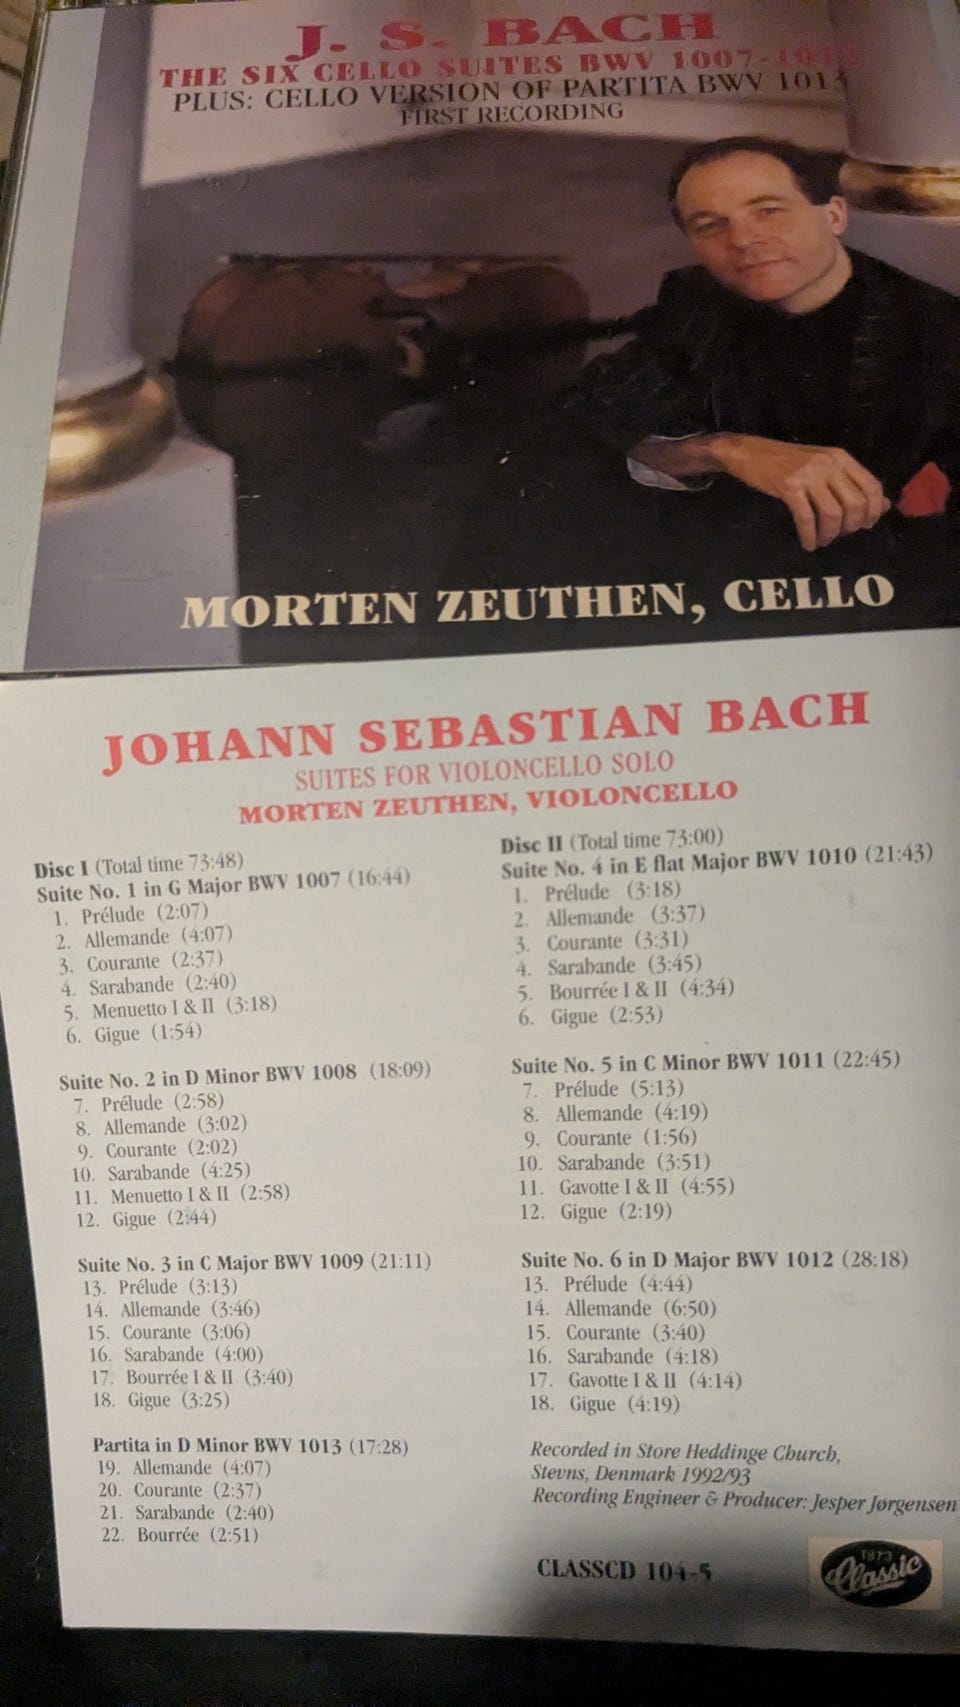 J. S. BACH
THE SIX CELLO SUITES BWV 1007-1012
PLUS: CELLO VERSION OF PARTITA BWV 1013
FIRST RECORDING
MORTEN ZEUTHEN, CELLO
JOHANN SEBASTIAN BACH
SUITES FOR VIOLONCELLO SOLO
MORTEN ZEUTHEN, VIOLONCELLO
Disc I (Total time 73:48)
Suite No. 1 in G Major BWV 1007 (16:44)
1. Prélude (2:07)
2. Allemande (4:07)
3. Courante (2:37)
4. Sarabande (2:40)
5. Menuetto I & II (3:18)
6. Gigue (1:54)
Suite No. 2 in D Minor BWV 1008 (18:09)
7. Prélude (2:58)
8. Allemande (3:02)
9. Courante (2:02)
10. Sarabande (4:25)
11. Menuetto I & II (2:58)
12. Gigue (2:44)
Suite No. 3 in C Major BWV 1009 (21:11)
13. Prélude (3:13)
14. Allemande (3:46)
15. Courante (3:06)
16. Sarabande (4:00)
17. Bourrée I & II (3:40)
18. Gigue (3:25)
Partita in D Minor BWV 1013 (17:28)
19. Allemande (4:07)
20. Courante (2:37)
21. Sarabande (2:40)
22. Bourrée (2:51)
Disc II (Total time 73:00)
Suite No. 4 in E flat Major BWV 1010 (21:43)
1. Prélude (3:18)
2. Allemande (3:37)
3. Courante (3:31)
4. Sarabande (3:45)
5. Bourrée I & II (4:34)
6. Gigue (2:53)
Suite No. 5 in C Minor BWV 1011 (22:45)
7. Prélude (5:13)
8. Allemande (4:19)
9. Courante (1:56)
10. Sarabande (3:51)
11. Gavotte I & II (4:55)
12. Gigue (2:19)
Suite No. 6 in D Major BWV 1012 (28:18)
13. Prélude (4:44)
14. Allemande (6:50)
15. Courante (3:40)
16. Sarabande (4:18)
17. Gavotte I & II (4:14)
18. Gigue (4:19)
Recorded in Store Heddinge Church,
Stevns, Denmark 1992/93
Recording Engineer & Producer: Jesper Jørgensen
CLASSCD 104-5
1873
Classic